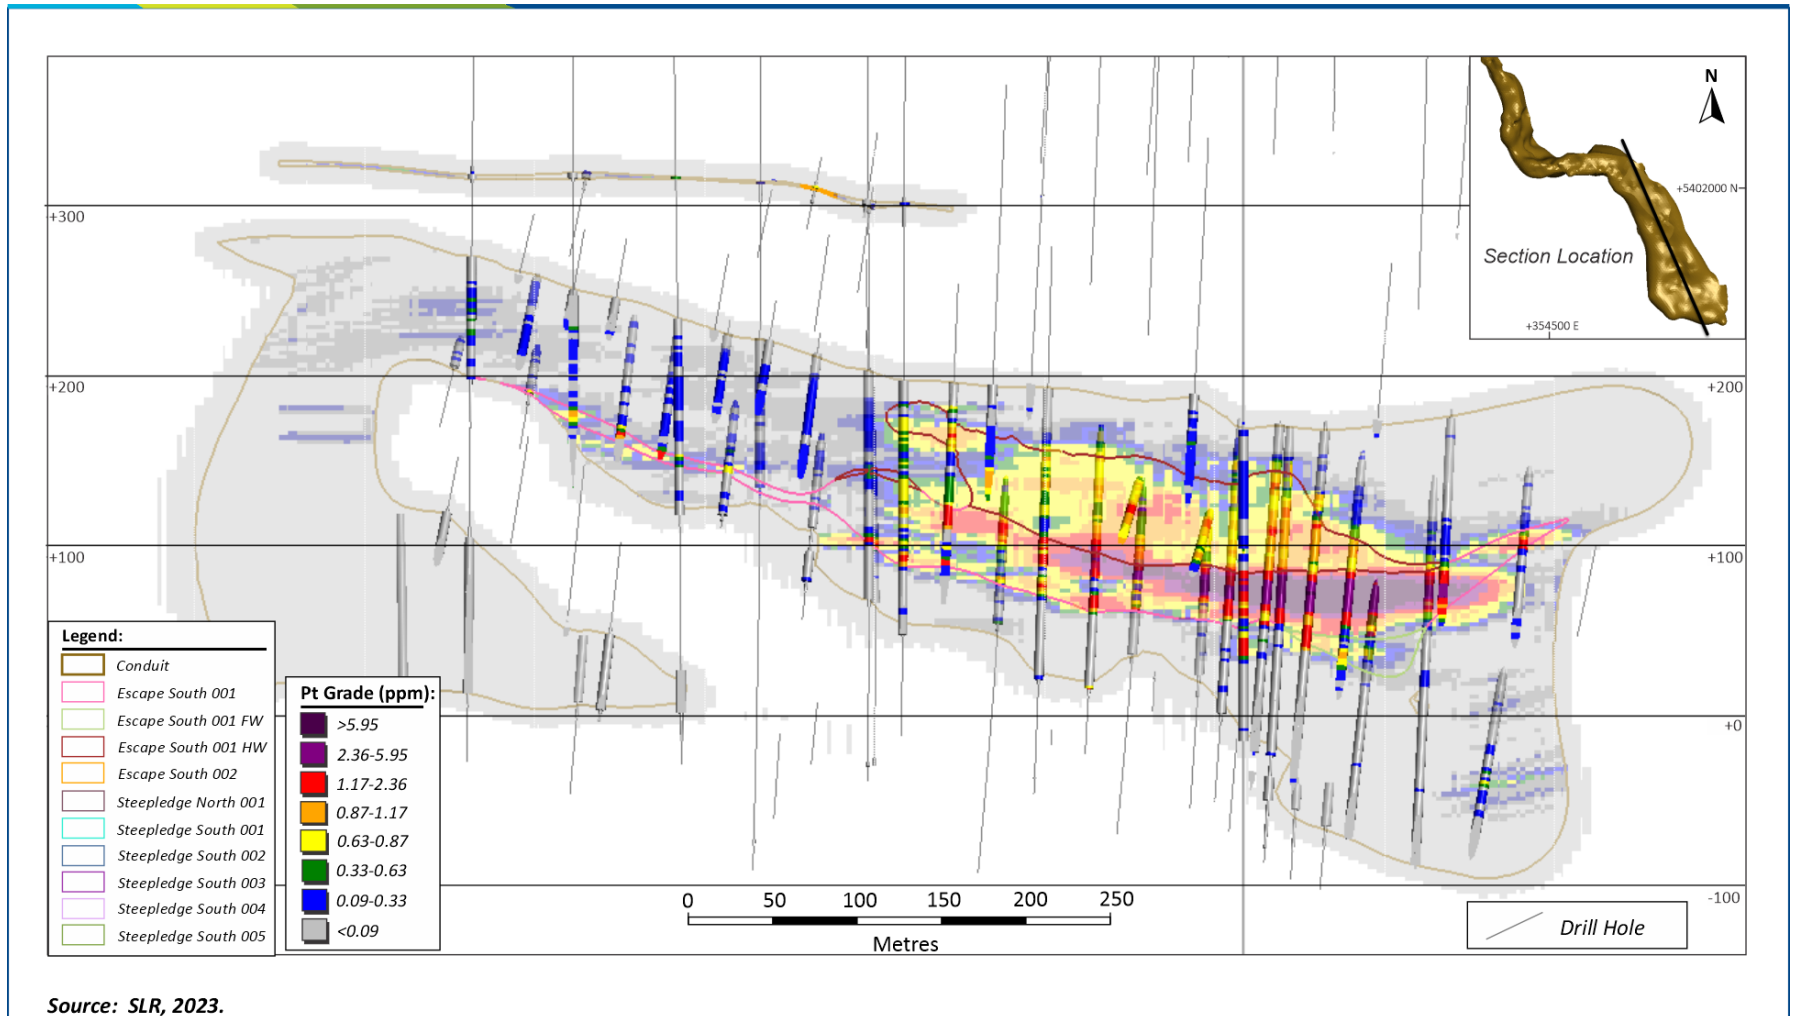 N
+5402000 N
Section Location
+354500 E
+300
+200
+200
+100
+100
+0
-100
Legend:
Conduit
Escape South 001
Escape South 001 FW
Escape South 001 HW
Escape South 002
Steepledge North 001
Steepledge South 001
Steepledge South 002
Steepledge South 003
Steepledge South 004
Steepledge South 005
Pt Grade (ppm):
>5.95
2.36-5.95
1.17-2.36
0.87-1.17
0.63-0.87
0.33-0.63
0.09-0.33
<0.09
0 50 100 150 200 250
Metres
Drill Hole
Source: SLR, 2023.